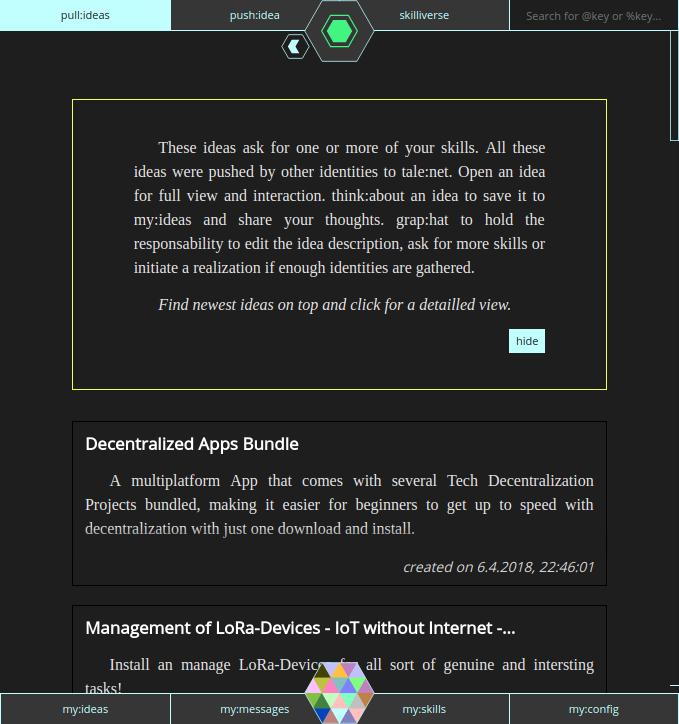 pull:ideas
push:idea
skilliverse
Search for @key or %key...
These ideas ask for one or more of your skills. All these
ideas were pushed by other identities to tale:net. Open an idea
for full view and interaction. think:about an idea to save it to
my:ideas and share your thoughts. grap:hat to hold the
responsability to edit the idea description, ask for more skills or
initiate a realization if enough identities are gathered.
Find newest ideas on top and click for a detailled view.
hide
Decentralized Apps Bundle
A multiplatform App that comes with several Tech Decentralization
Projects bundled, making it easier for beginners to get up to speed with
decentralization with just one download and install.
created on 6.4.2018, 22:46:01
Management of LoRa-Devices - IoT without Internet -...
Install an manage LoRa-Devices all sort of genuine and intersting
tasks!
my:ideas
my:messages
my:skills
my:config